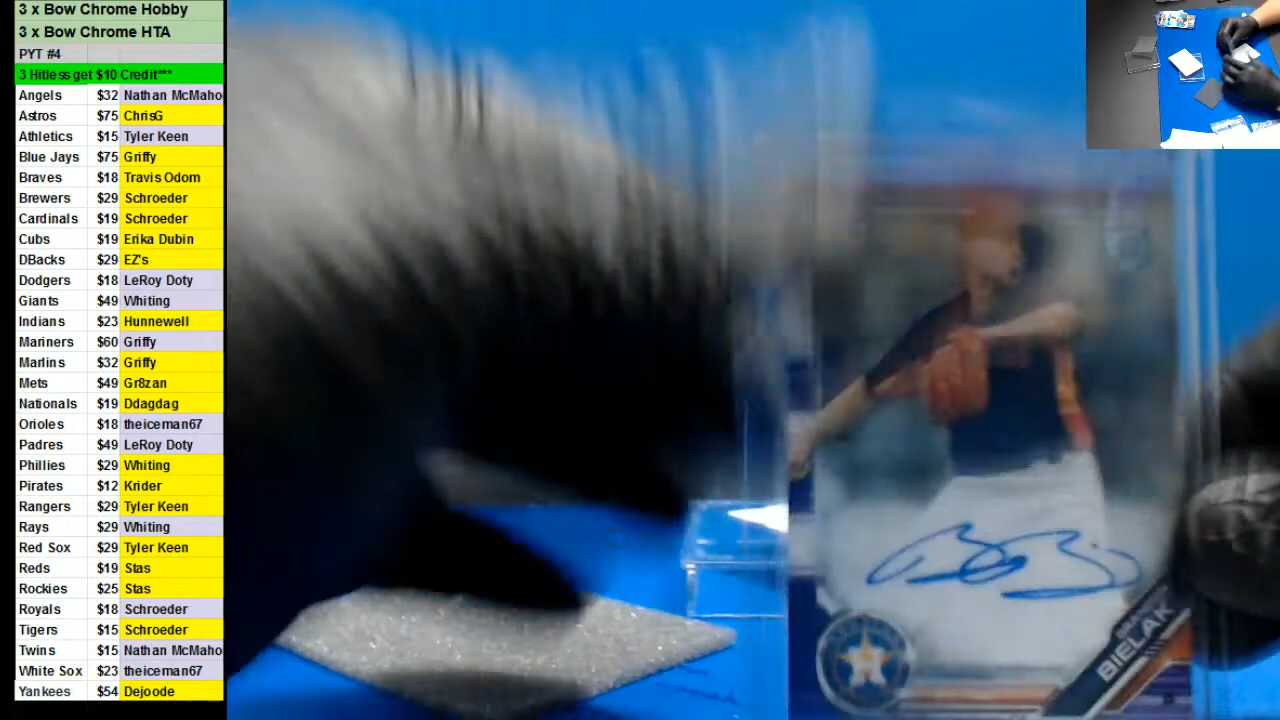 3 x Bow Chrome Hobby
3 x Bow Chrome HTA
PYT #4
3 Hitless get $10 Credit***
Angels $32 Nathan McMaho
Astros $75 ChrisG
Athletics $15 Tyler Keen
Blue Jays $75 Griffy
Braves $18 Travis Odom
Brewers $29 Schroeder
Cardinals $19 Schroeder
Cubs $19 Erika Dubin
DBacks $29 EZ's
Dodgers $18 LeRoy Doty
Giants $49 Whiting
Indians $23 Hunnewell
Mariners $60 Griffy
Marlins $32 Griffy
Mets $49 Gr8zan
Nationals $19 Ddagdag
Orioles $18 theiceman67
Padres $49 LeRoy Doty
Phillies $29 Whiting
Pirates $12 Krider
Rangers $29 Tyler Keen
Rays $29 Whiting
Red Sox $29 Tyler Keen
Reds $19 Stas
Rockies $25 Stas
Royals $18 Schroeder
Tigers $15 Schroeder
Twins $15 Nathan McMaho
White Sox $23 theiceman67
Yankees $54 Dejoode
BIELAK